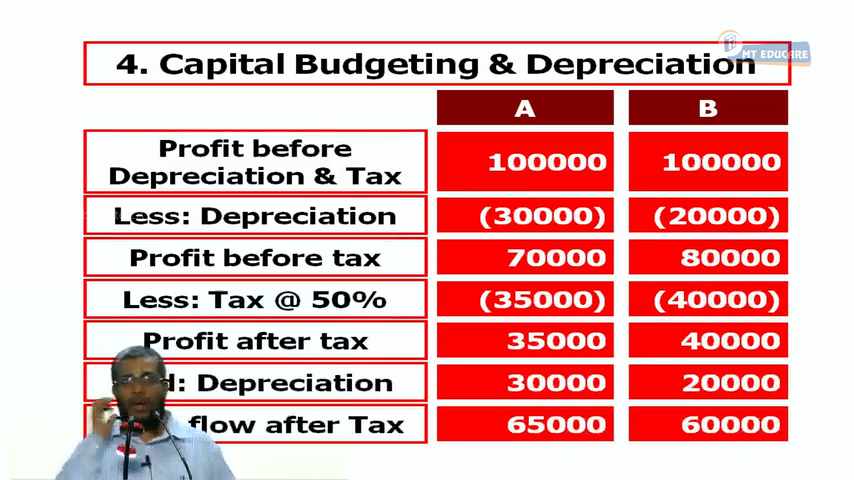 MT EDUCARE
4. Capital Budgeting & Depreciation
A B
Profit before
Depreciation & Tax 100000 100000
Less: Depreciation (30000) (20000)
Profit before tax 70000 80000
Less: Tax @ 50% (35000) (40000)
Profit after tax 35000 40000
: Depreciation 30000 20000
flow after Tax 65000 60000